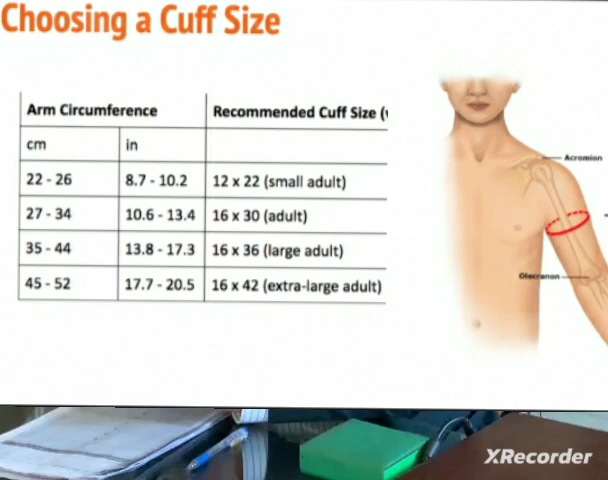 Choosing a Cuff Size
Arm Circumference Recommended Cuff Size (
cm in
22 - 26 8.7 - 10.2 12 x 22 (small adult)
27 - 34 10.6 - 13.4 16 x 30 (adult)
35 - 44 13.8 - 17.3 16 x 36 (large adult)
45 - 52 17.7 - 20.5 16 x 42 (extra-large adult)
Acromion
Olecranon
XRecorder